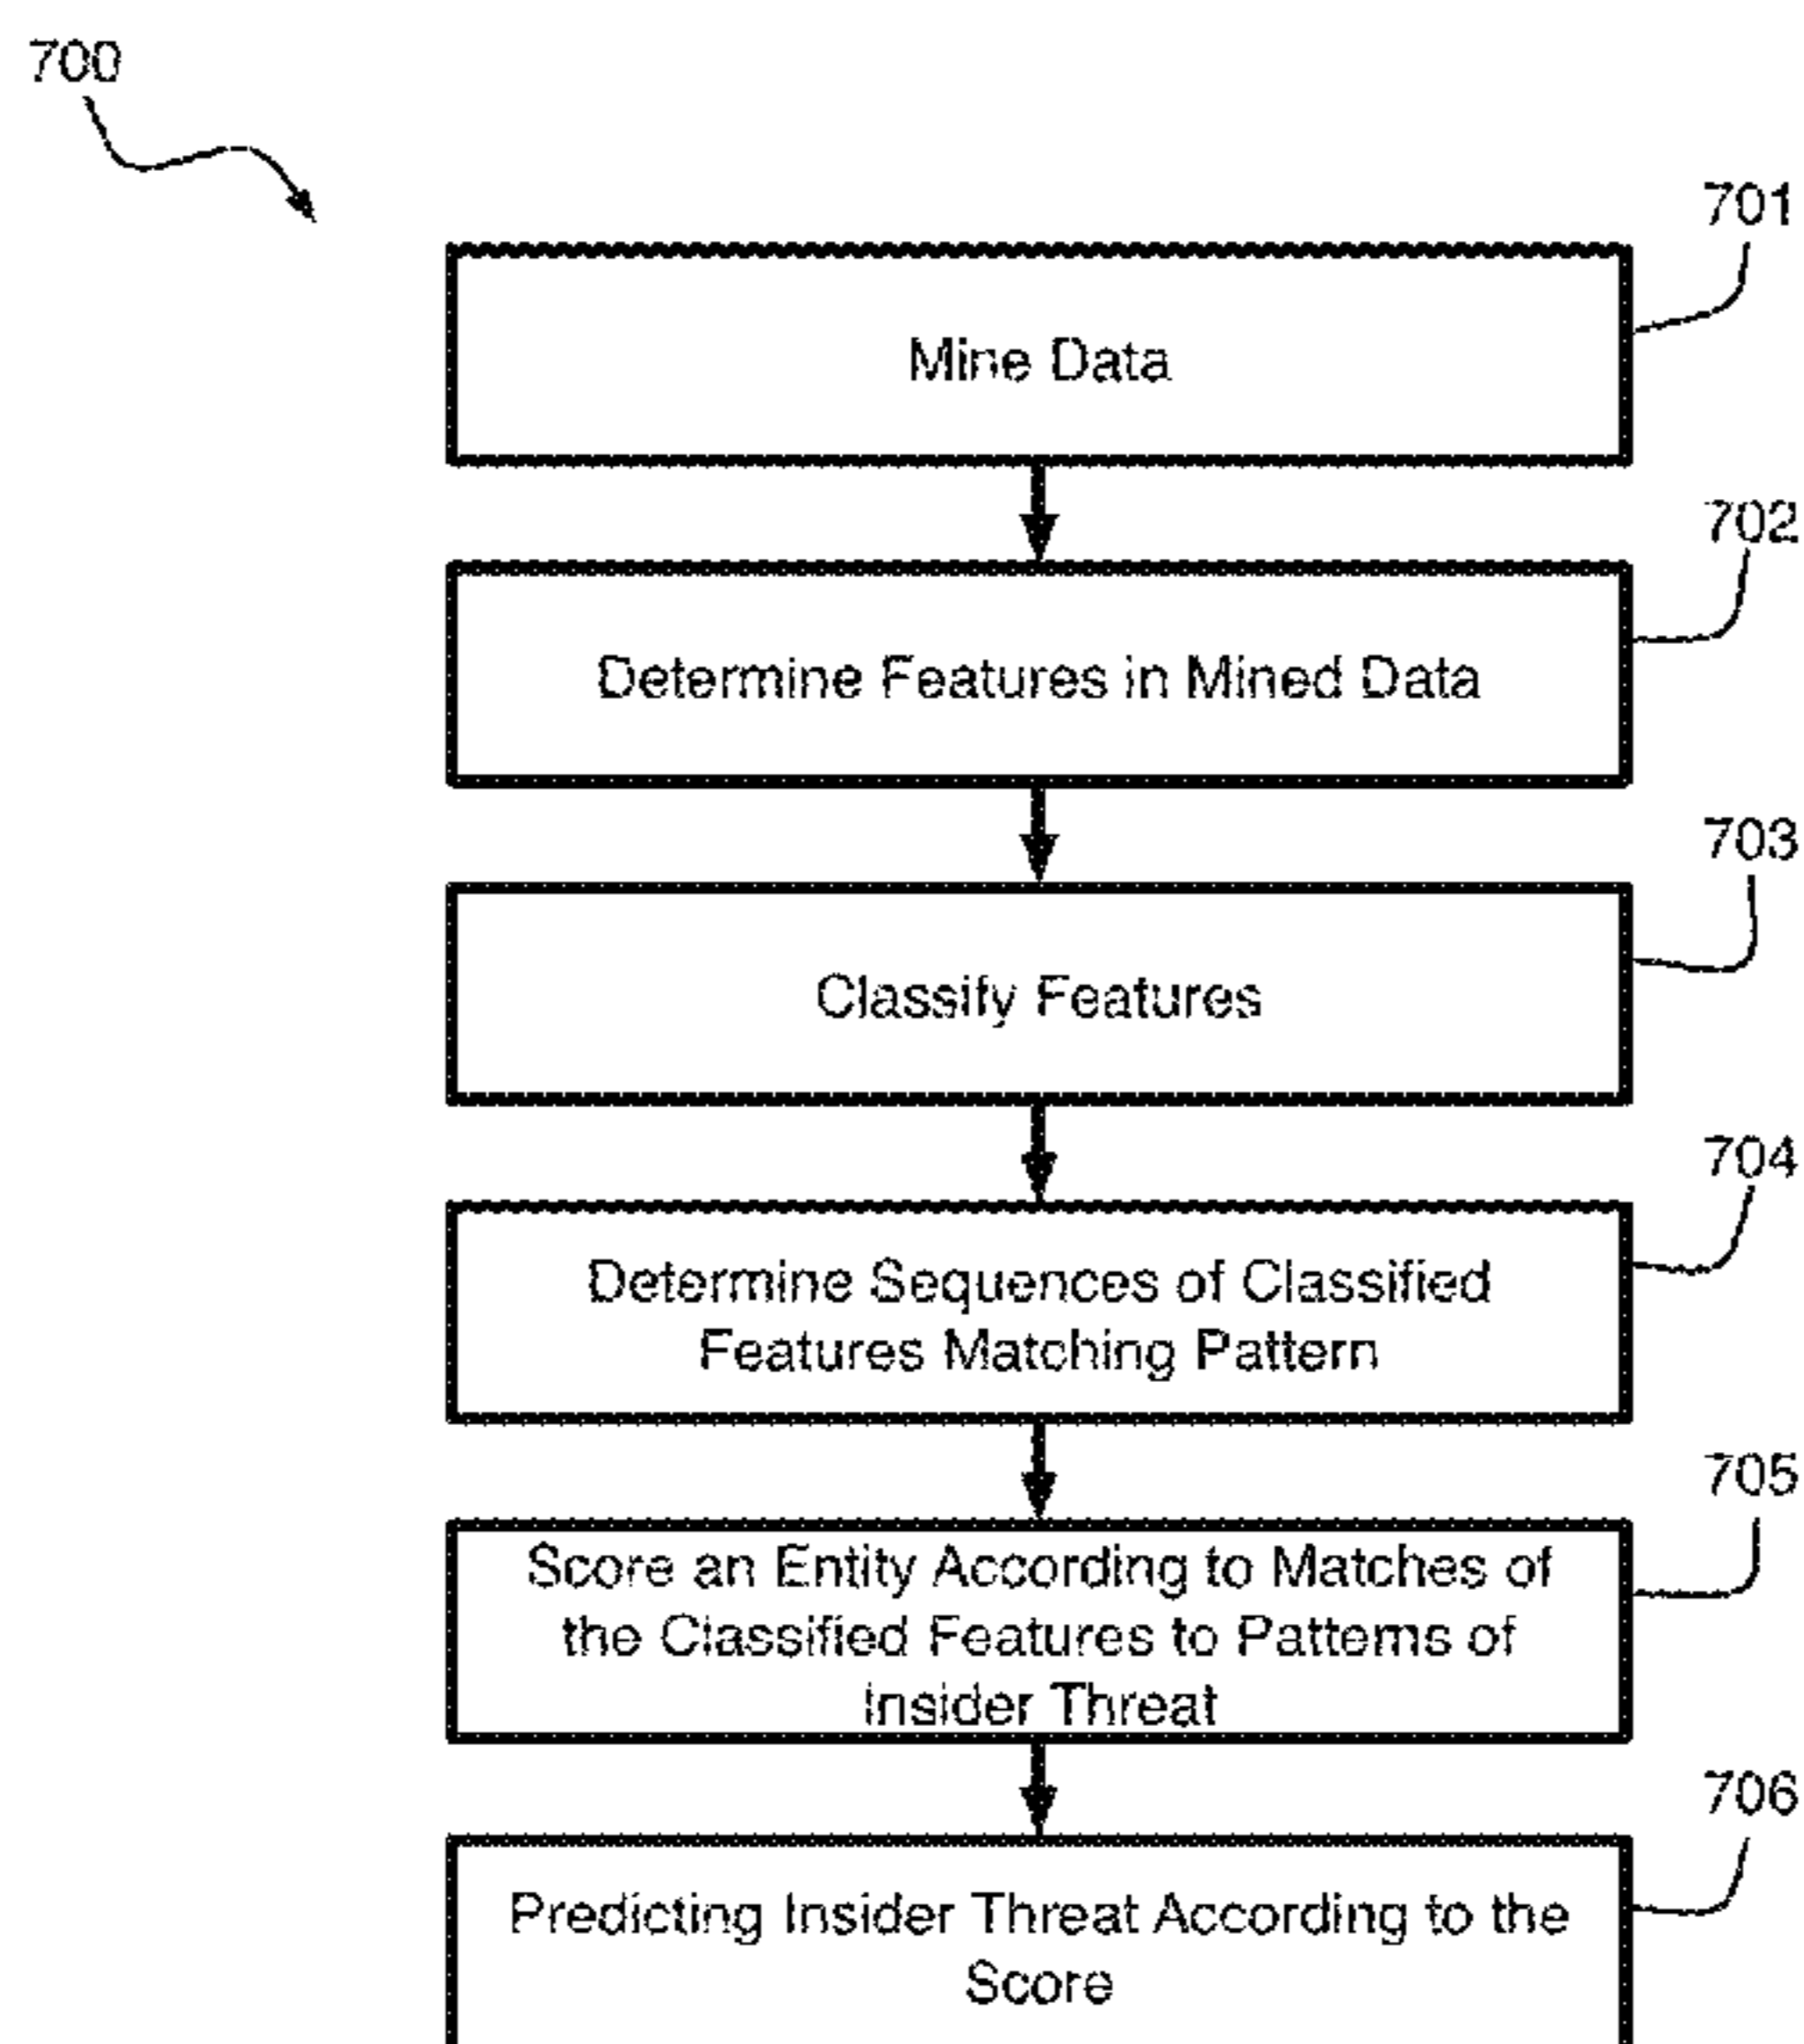 700
701
Mine Data
702
Determine Features in Mined Data
703
Classify Features
704
Determine Sequences of Classified
Features Matching Pattern
705
Score an Entity According to Matches of
the Classified Features to Patterns of
Insider Threat
706
Predicting Insider Threat According to the
Score